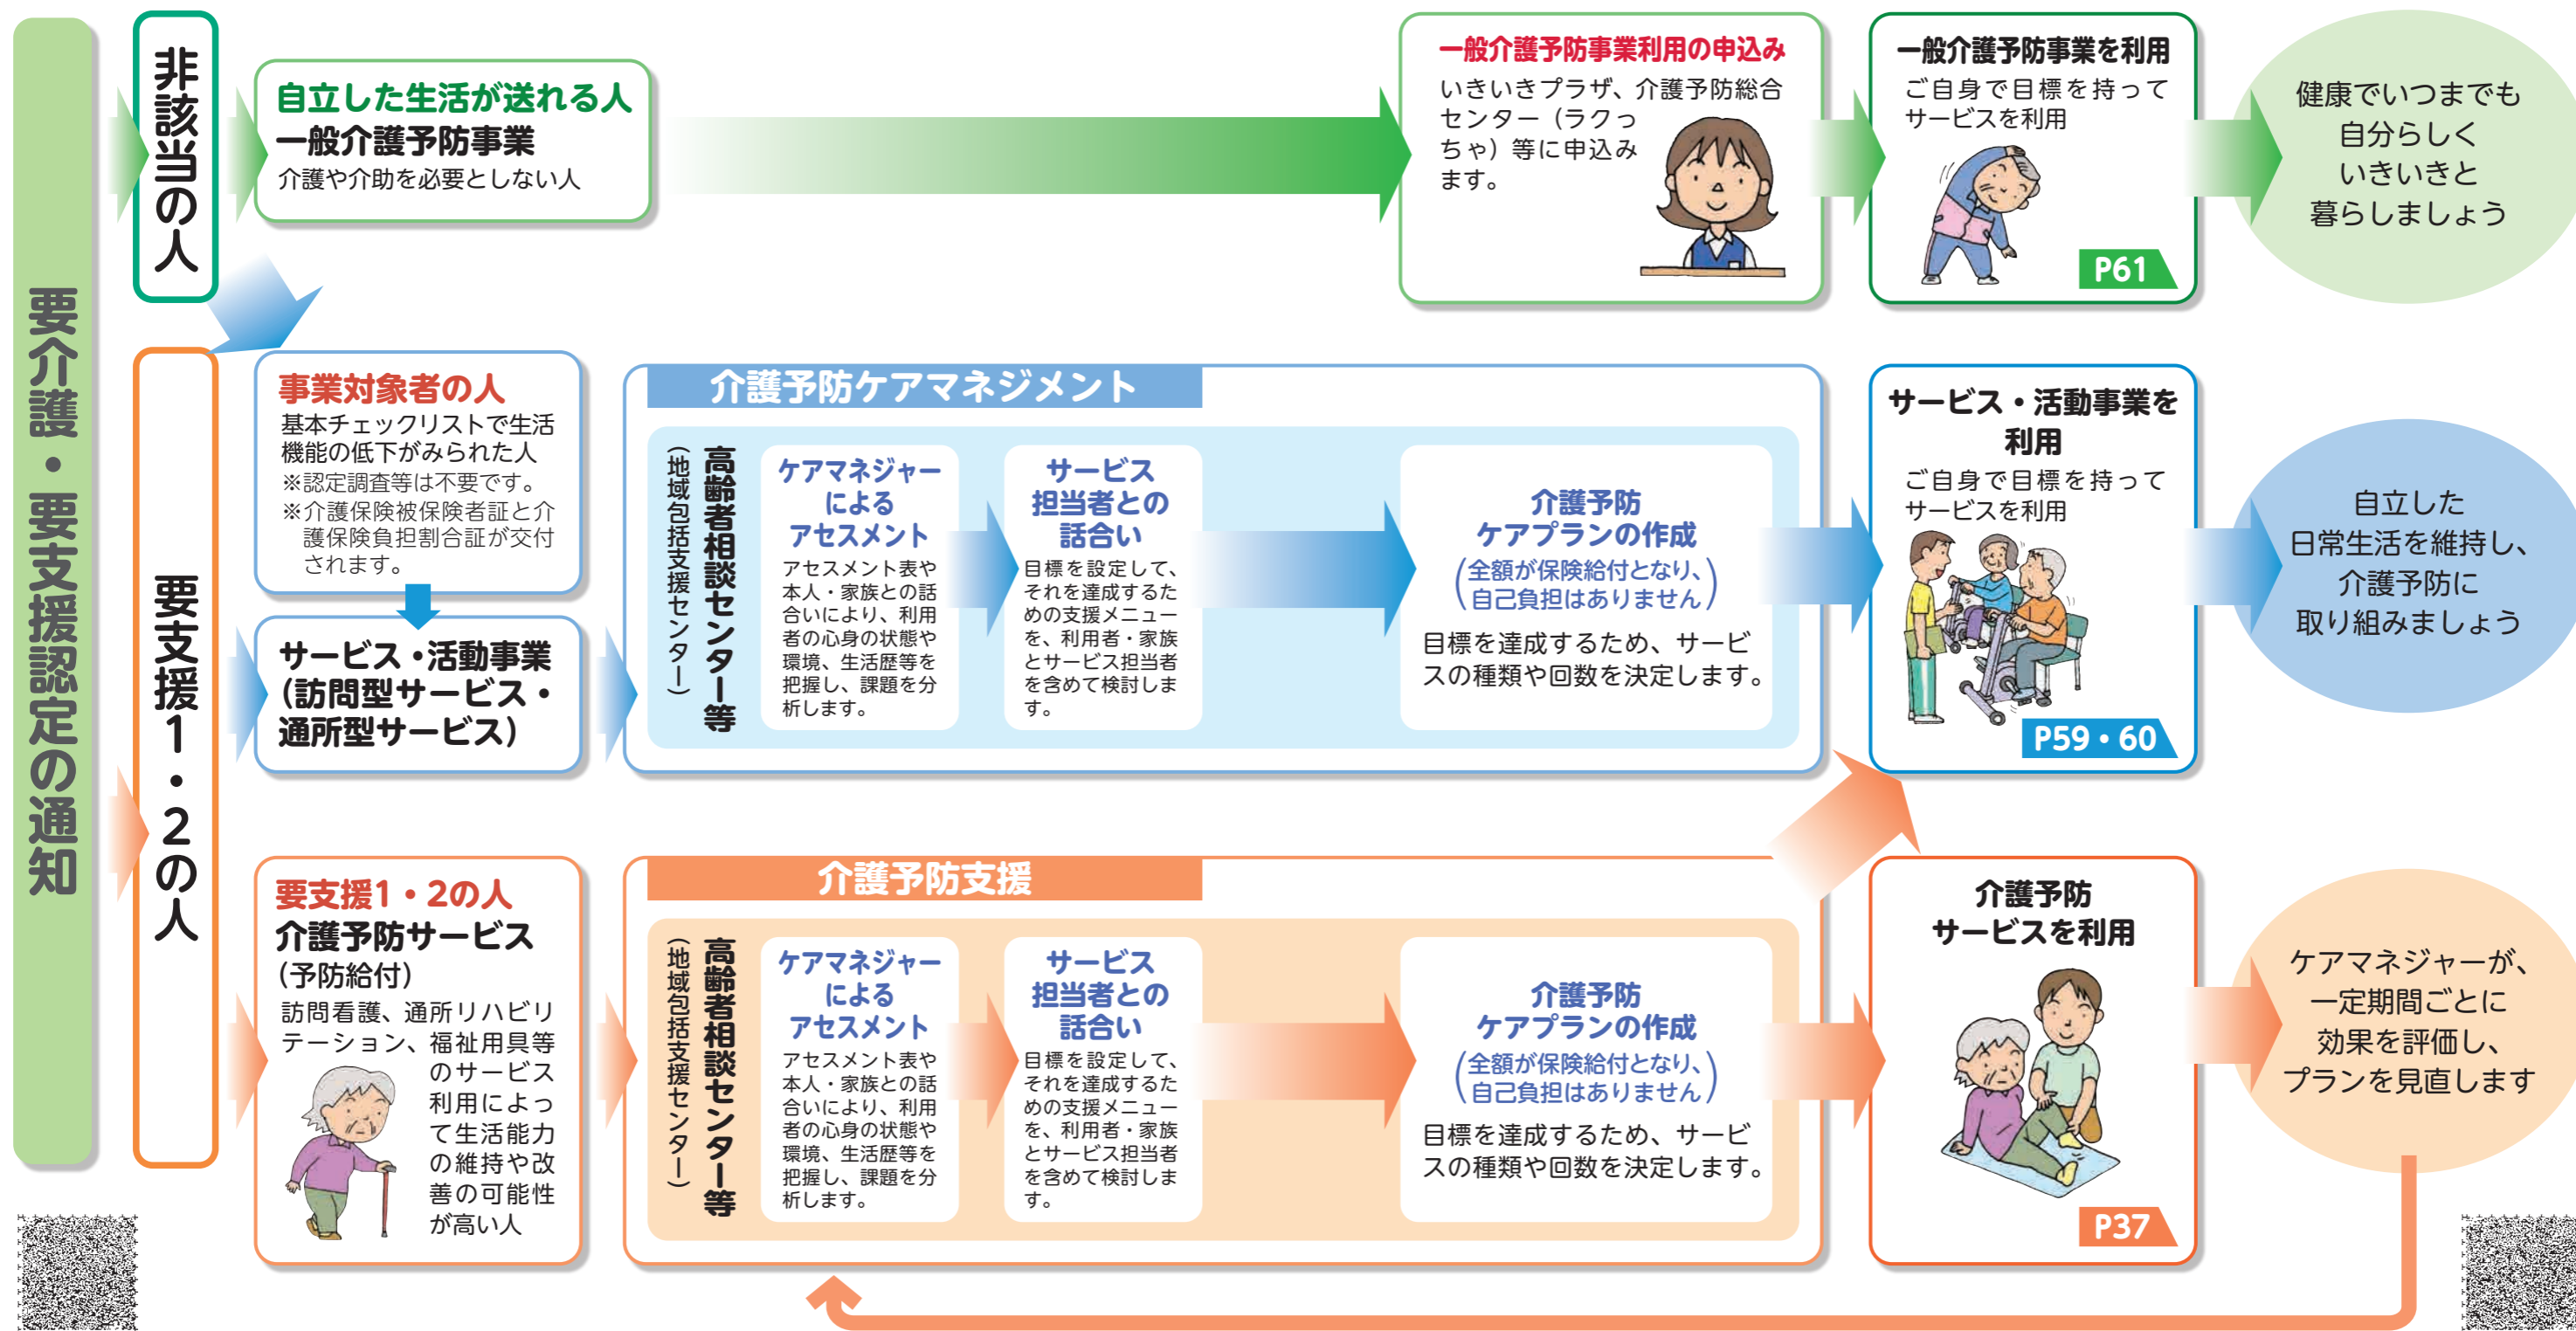 要介護・要支援認定の通知
非該当の人
自立した生活が送れる人
一般介護予防事業
介護や介助を必要としない人
一般介護予防事業利用の申込み
いきいきプラザ、介護予防総合
センター（ラクっ
ちゃ）等に申込み
ます。
一般介護予防事業を利用
ご自身で目標を持って
サービスを利用
P61
健康でいつまでも
自分らしく
いきいきと
暮らしましょう
要支援1・2の人
事業対象者の人
基本チェックリストで生活
機能の低下がみられた人
※認定調査等は不要です。
※介護保険被保険者証と介
護保険負担割合証が交付
されます。
サービス・活動事業
（訪問型サービス・
通所型サービス）
介護予防ケアマネジメント
高齢者相談センター等
（地域包括支援センター）
ケアマネジャー
による
アセスメント
アセスメント表や
本人・家族との話
合いにより、利用
者の心身の状態や
環境、生活歴等を
把握し、課題を分
析します。
サービス
担当者との
話合い
目標を設定して、
それを達成するた
めの支援メニュー
を、利用者・家族
とサービス担当者
を含めて検討しま
す。
介護予防
ケアプランの作成
（全額が保険給付となり、
自己負担はありません）
目標を達成するため、サービ
スの種類や回数を決定します。
サービス・活動事業を
利用
ご自身で目標を持って
サービスを利用
P59・60
自立した
日常生活を維持し、
介護予防に
取り組みましょう
要支援1・2の人
介護予防サービス
（予防給付）
訪問看護、通所リハビリ
テーション、福祉用具等
のサービス
利用によっ
て生活能力
の維持や改
善の可能性
が高い人
介護予防支援
高齢者相談センター等
（地域包括支援センター）
ケアマネジャー
による
アセスメント
アセスメント表や
本人・家族との話
合いにより、利用
者の心身の状態や
環境、生活歴等を
把握し、課題を分
析します。
サービス
担当者との
話合い
目標を設定して、
それを達成するた
めの支援メニュー
を、利用者・家族
とサービス担当者
を含めて検討しま
す。
介護予防
ケアプランの作成
（全額が保険給付となり、
自己負担はありません）
目標を達成するため、サービ
スの種類や回数を決定します。
介護予防
サービスを利用
P37
ケアマネジャーが、
一定期間ごとに
効果を評価し、
プランを見直します